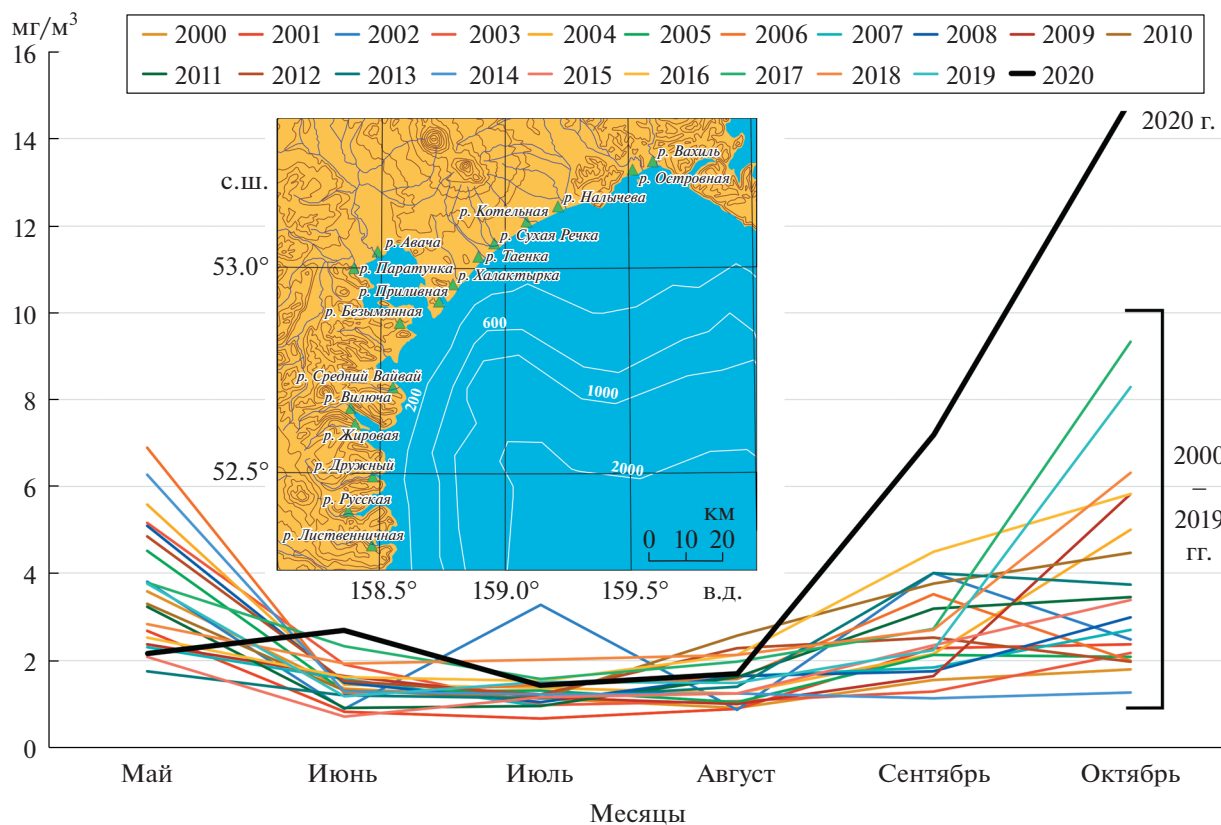 мг/м³
16
14
12
10
8
6
4
2
0
2000 2001 2002 2003 2004 2005 2006 2007 2008 2009 2010
2011 2012 2013 2014 2015 2016 2017 2018 2019 2020
2020 г.
с.ш.
53.0°
52.5°
р. Вахиль
р. Островная
р. Налычева
р. Котельная
р. Сухая Речка
р. Авача
р. Таенка
р. Паратунка
р. Халактырка
р. Приливная
р. Безымянная
р. Средний Вайвай
р. Вилюча
р. Жировая
р. Дружный
р. Русская
р. Лиственничная
200
600
1000
2000
км
0 10 20
158.5° 159.0° 159.5° в.д.
2000
–
2019
гг.
Май Июнь Июль Август Сентябрь Октябрь
Месяцы